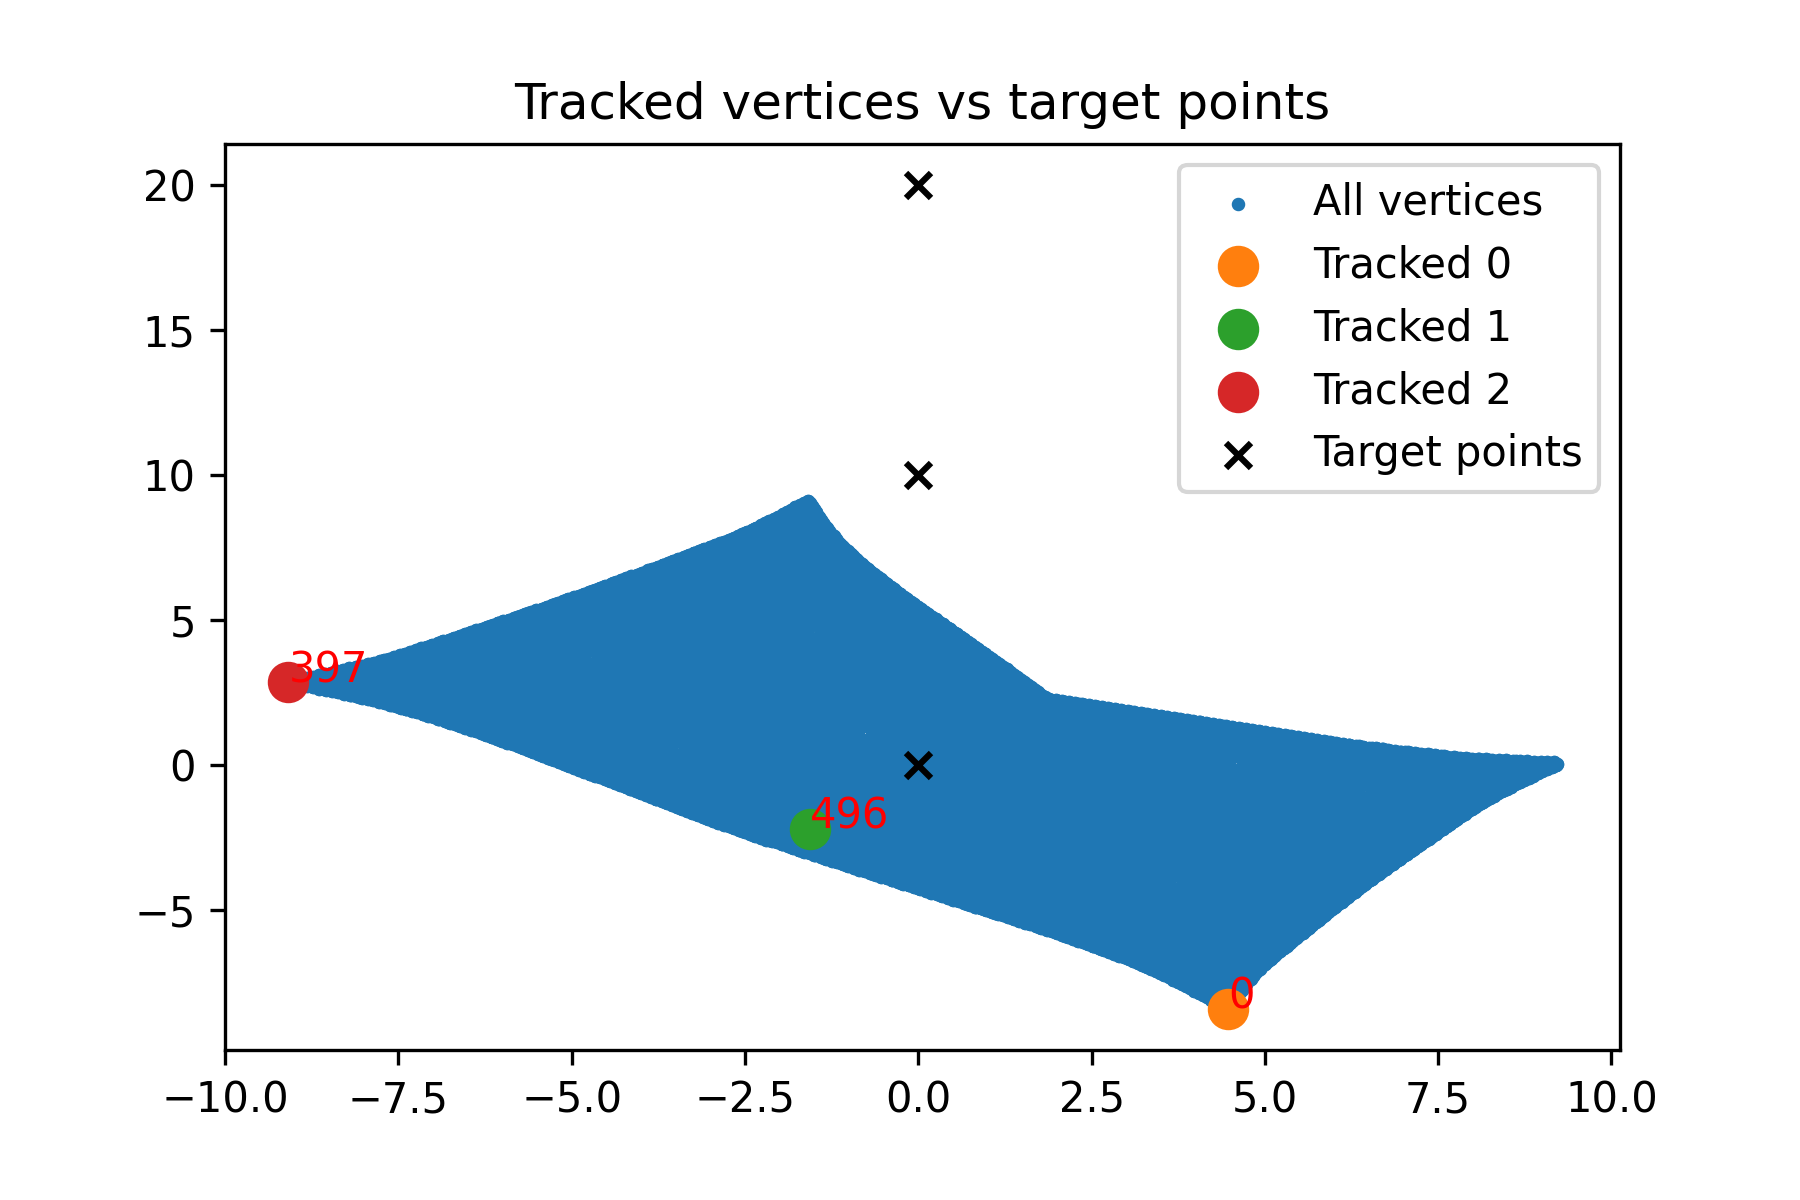 Tracked vertices vs target points
20
15
10
5
0
−5
−10.0 −7.5 −5.0 −2.5 0.0 2.5 5.0 7.5 10.0
All vertices
Tracked 0
Tracked 1
Tracked 2
Target points
397
496
0